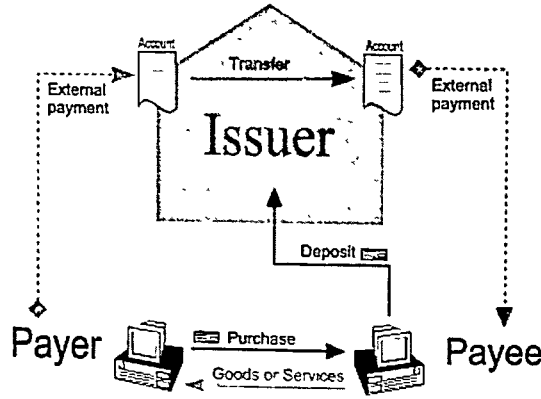 Account
Account
Transfer
External
payment
External
payment
Issuer
Deposit
Payer
Purchase
Payee
Goods or Services